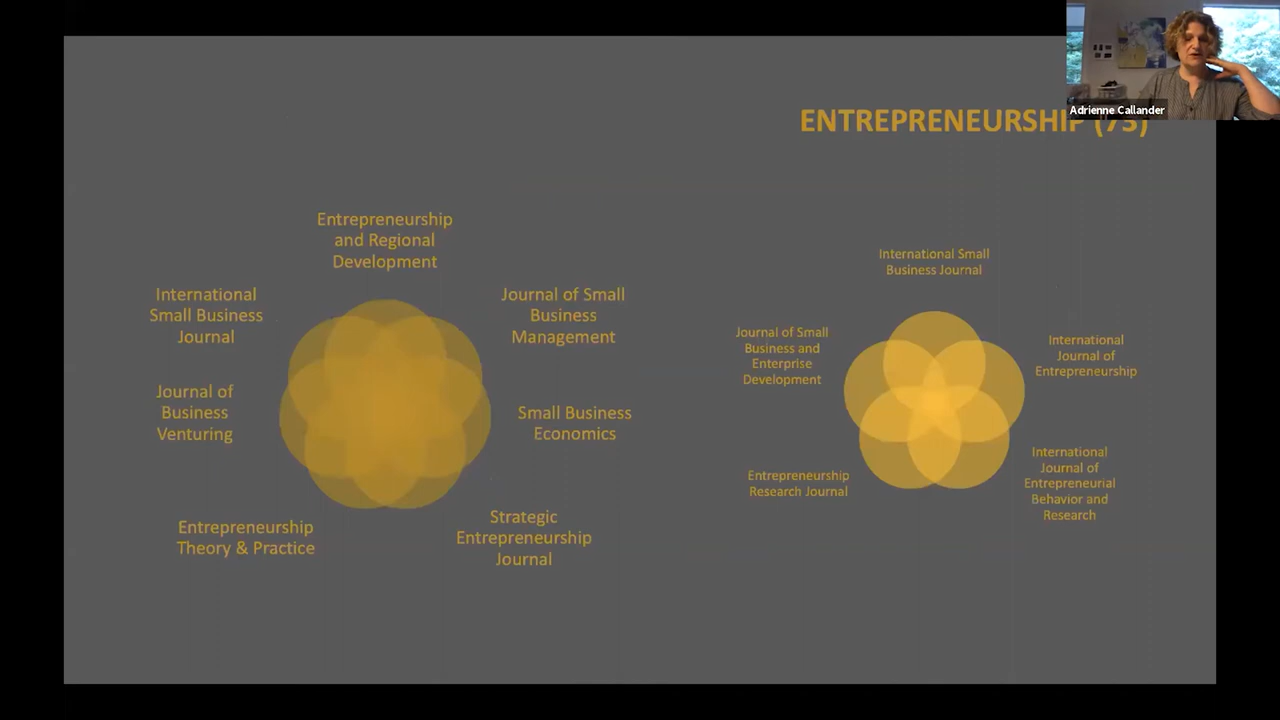 Adrienne Callander
ENTREPRENEURSHIP (75)
Entrepreneurship
and Regional
Development
International
Small Business
Journal
Journal of Small
Business
Management
Journal of
Business
Venturing
Small Business
Economics
Entrepreneurship
Theory & Practice
Strategic
Entrepreneurship
Journal
International Small
Business Journal
Journal of Small
Business and
Enterprise
Development
International
Journal of
Entrepreneurship
Entrepreneurship
Research Journal
International
Journal of
Entrepreneurial
Behavior and
Research